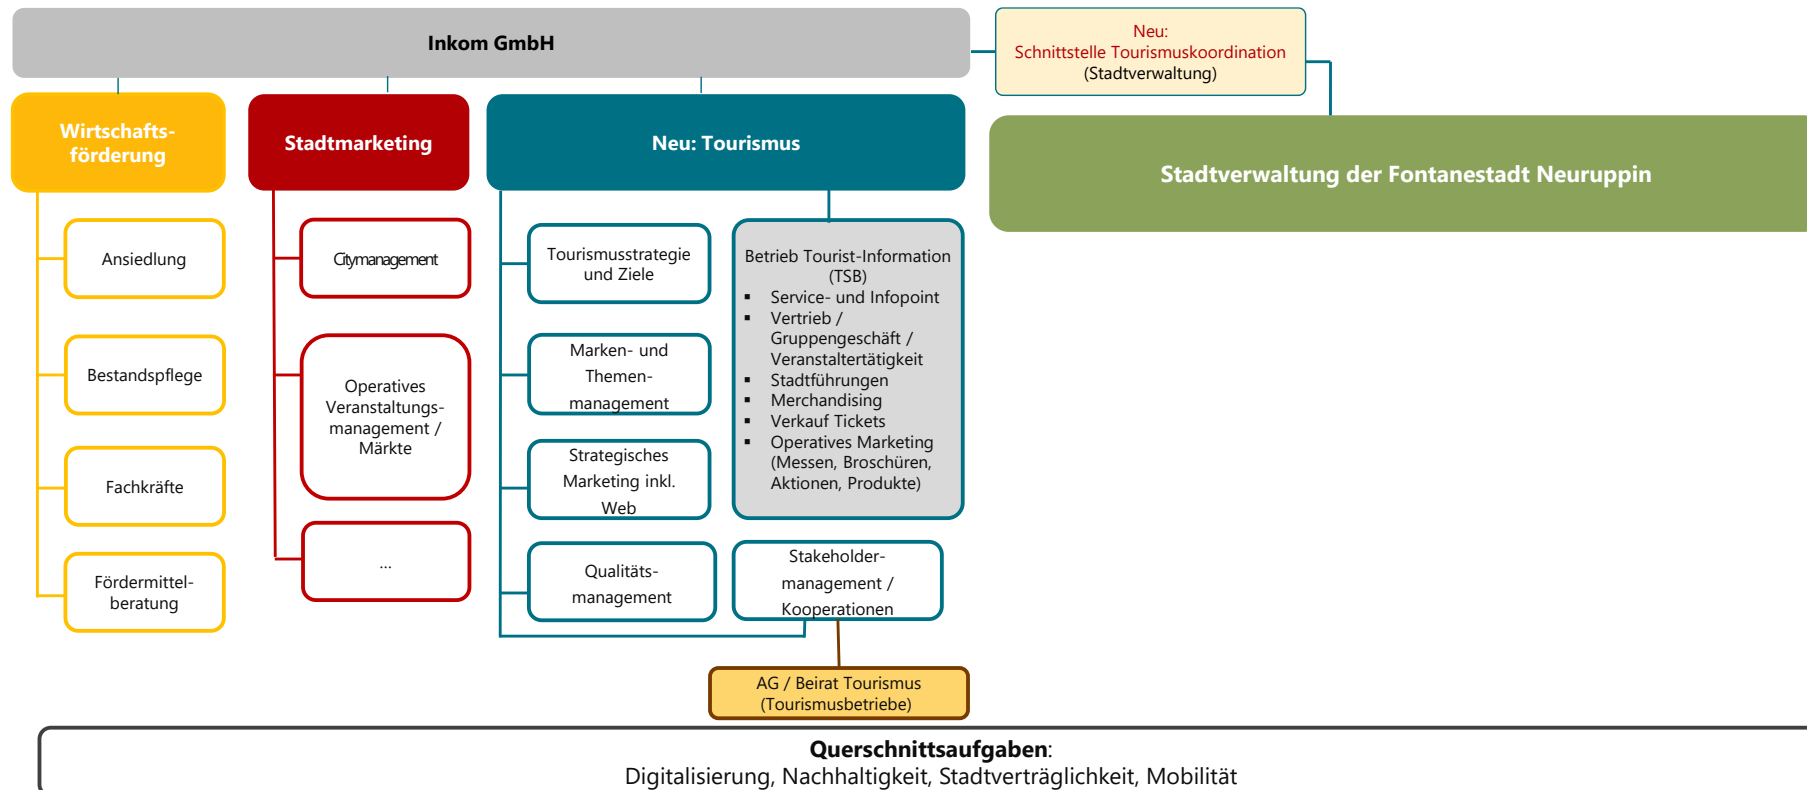 Inkom GmbH
Neu:
Schnittstelle Tourismuskoordination
(Stadtverwaltung)
Wirtschafts-
förderung
Stadtmarketing
Neu: Tourismus
Stadtverwaltung der Fontanestadt Neuruppin
Ansiedlung
Bestandspflege
Fachkräfte
Fördermittel-
beratung
Citymanagement
Operatives
Veranstaltungs-
management /
Märkte
...
Tourismusstrategie
und Ziele
Marken- und
Themen-
management
Strategisches
Marketing inkl.
Web
Qualitäts-
management
Betrieb Tourist-Information
(TSB)
▪ Service- und Infopoint
▪ Vertrieb /
Gruppengeschäft /
Veranstaltertätigkeit
▪ Stadtführungen
▪ Merchandising
▪ Verkauf Tickets
▪ Operatives Marketing
(Messen, Broschüren,
Aktionen, Produkte)
Stakeholder-
management /
Kooperationen
AG / Beirat Tourismus
(Tourismusbetriebe)
Querschnittsaufgaben:
Digitalisierung, Nachhaltigkeit, Stadtverträglichkeit, Mobilität